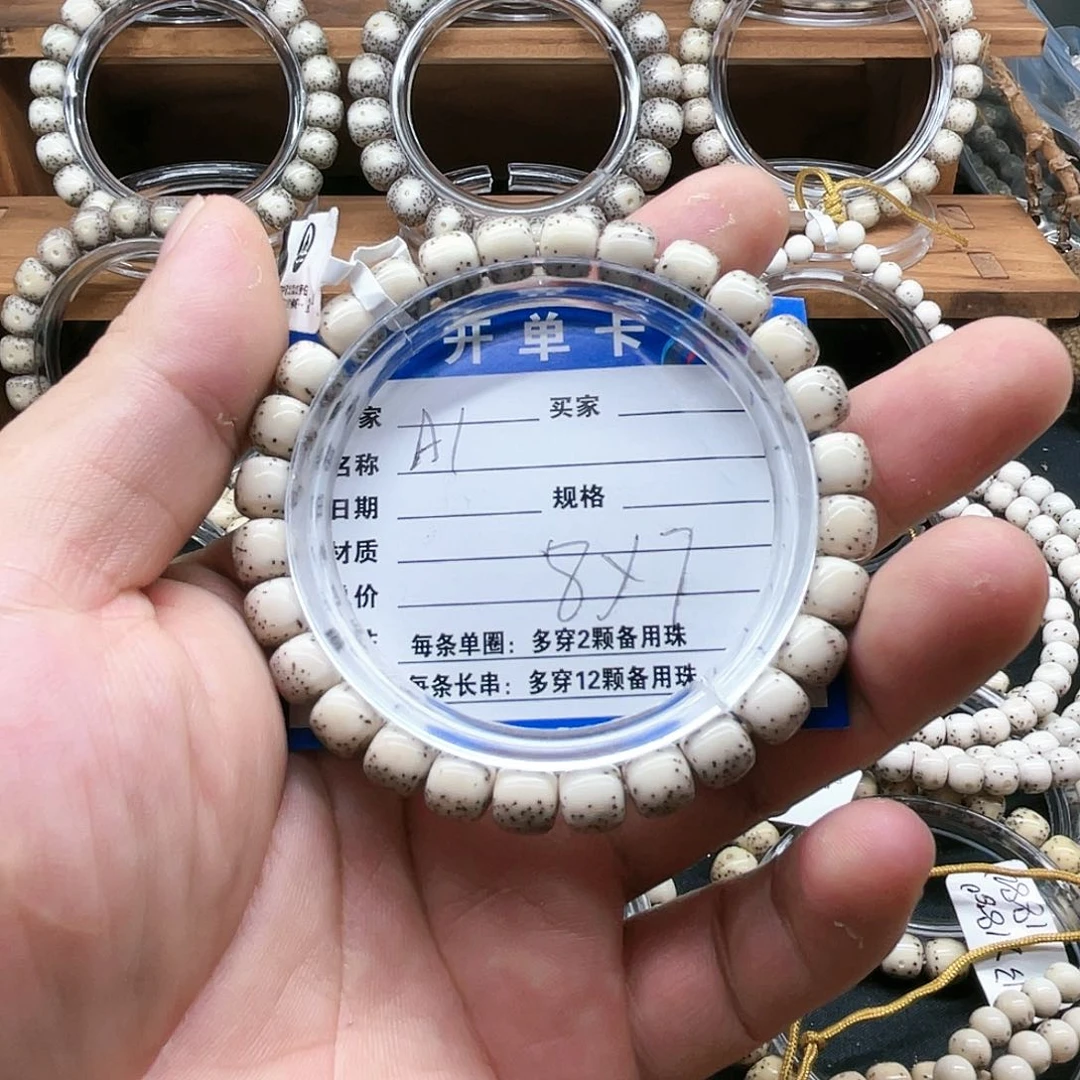 开单卡
家 A1 买家
名称
日期 规格
材质
价 8×7
每条单圈：多穿2颗备用珠
每条长串：多穿12颗备用珠